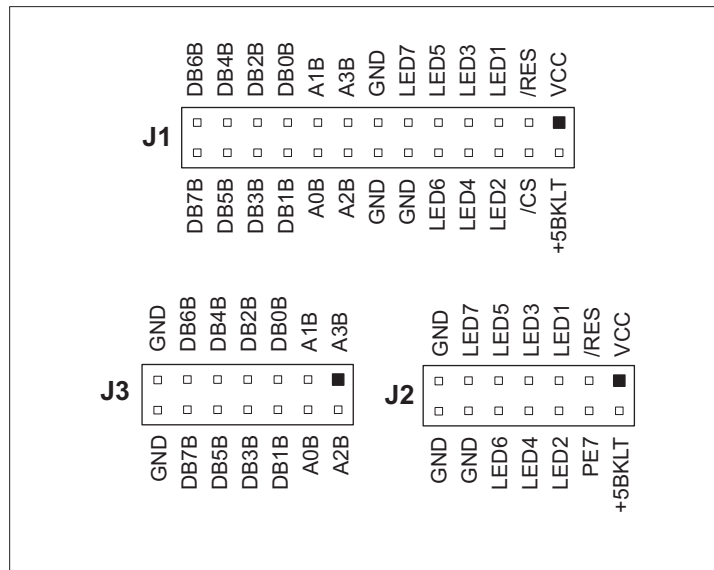 DB6B DB4B DB2B DB0B A1B A3B GND LED7 LED5 LED3 LED1 /RES VCC
J1
DB7B DB5B DB3B DB1B A0B A2B GND GND LED6 LED4 LED2 /CS +5BKLT
GND DB6B DB4B DB2B DB0B A1B A3B
J3
GND DB7B DB5B DB3B DB1B A0B A2B
GND LED7 LED5 LED3 LED1 /RES VCC
J2
GND GND LED6 LED4 LED2 PE7 +5BKLT